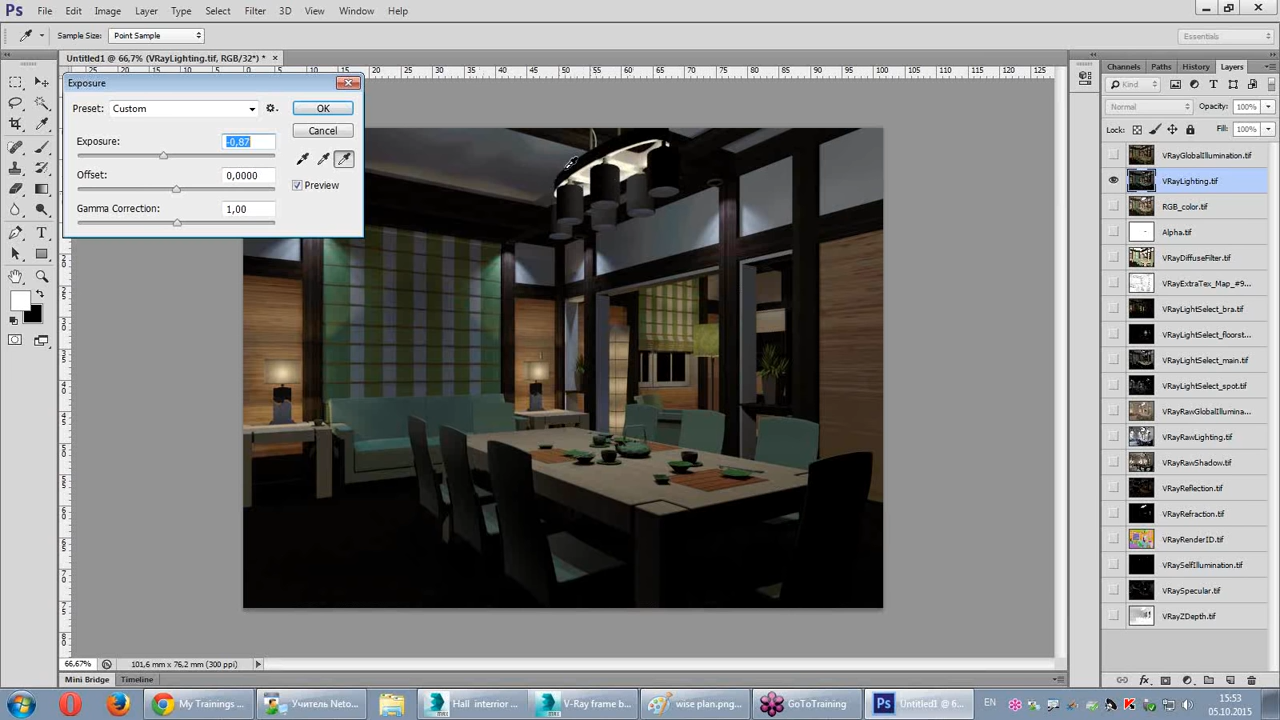 Ps File Edit Image Layer Type Select Filter 3D View Window Help
Sample Size: Point Sample Essentials
Untitled1 @ 66,7% (VRayLighting.tif, RGB/32*) * ×
Exposure
Preset: Custom
OK
Exposure: -0,87
Cancel
Offset: 0,0000
Preview
Gamma Correction: 1,00
Channels Paths History Layers
Kind
Normal Opacity: 100%
Lock: Fill: 100%
VRayGlobalIllumination.tif
VRayLighting.tif
RGB_color.tif
Alpha.tif
VRayDiffuseFilter.tif
VRayExtraTex_Map_#9...
VRayLightSelect_bra.tif
VRayLightSelect_floorst...
VRayLightSelect_main.tif
VRayLightSelect_spot.tif
VRayRawGlobalIllumina...
VRayRawLighting.tif
VRayRawShadow.tif
VRayReflection.tif
VRayRefraction.tif
VRayRenderID.tif
VRaySelfIllumination.tif
VRaySpecular.tif
VRayZDepth.tif
66,67% 101,6 mm x 76,2 mm (300 ppi)
Mini Bridge Timeline
My Trainings ... Учитель Neto... Hall interior ... V-Ray frame b... wise plan.png... GoToTraining Untitled1 @ 6... EN
15:53
05.10.2015